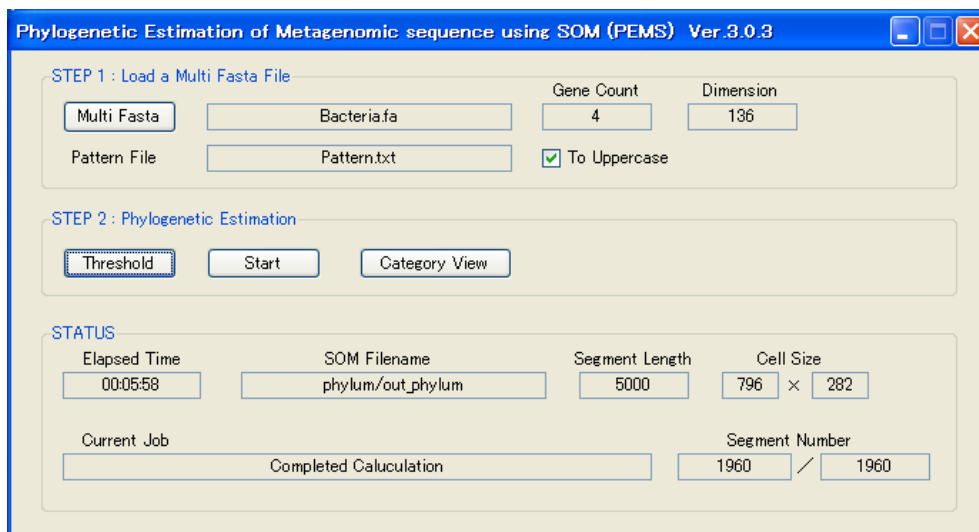 Phylogenetic Estimation of Metagenomic sequence using SOM (PEMS) Ver.3.0.3
STEP 1 : Load a Multi Fasta File
Gene Count Dimension
Multi Fasta Bacteria.fa 4 136
Pattern File Pattern.txt To Uppercase
STEP 2 : Phylogenetic Estimation
Threshold Start Category View
STATUS
Elapsed Time SOM Filename Segment Length Cell Size
00:05:58 phylum/out_phylum 5000 796 × 282
Current Job Segment Number
Completed Caluculation 1960 / 1960